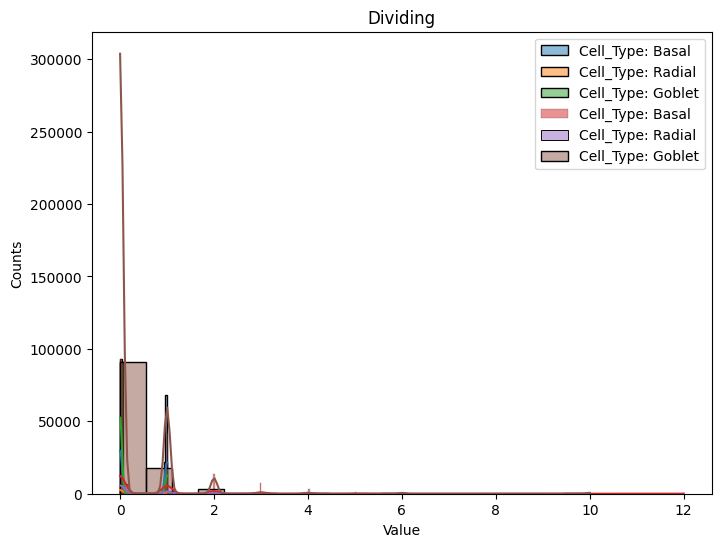 Dividing
Cell_Type: Basal
Cell_Type: Radial
Cell_Type: Goblet
Cell_Type: Basal
Cell_Type: Radial
Cell_Type: Goblet
Counts
300000
250000
200000
150000
100000
50000
0
0 2 4 6 8 10 12
Value